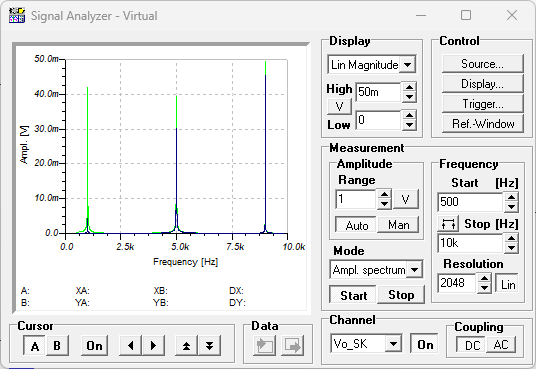 Signal Analyzer - Virtual
Display
Lin Magnitude
High
50m
V
Low
0
Control
Source...
Display...
Trigger...
Ref.-Window
50.0m
40.0m
30.0m
20.0m
10.0m
0.0
Ampl. [V]
0.0
2.5k
5.0k
7.5k
10.0k
Frequency [Hz]
A: XA: XB: DX:
B: YA: YB: DY:
Measurement
Amplitude
Range
1
V
Auto
Man
Mode
Ampl. spectrum
Start
Stop
Frequency
Start [Hz]
500
Stop [Hz]
10k
Resolution
2048
Lin
Cursor
A
B
On
Data
Channel
Vo_SK
On
Coupling
DC
AC